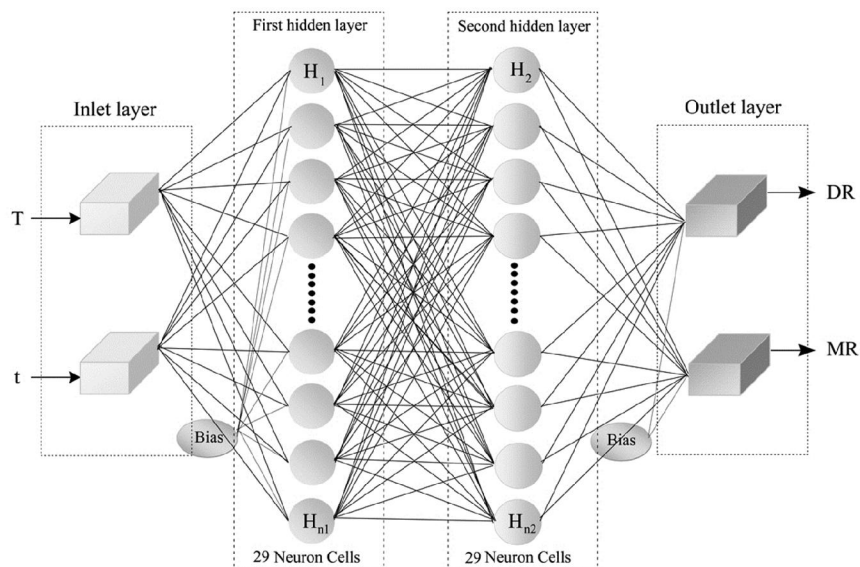 First hidden layer
Second hidden layer
H1
H2
Inlet layer
Outlet layer
T
DR
t
MR
Bias
Bias
Hn1
Hn2
29 Neuron Cells
29 Neuron Cells